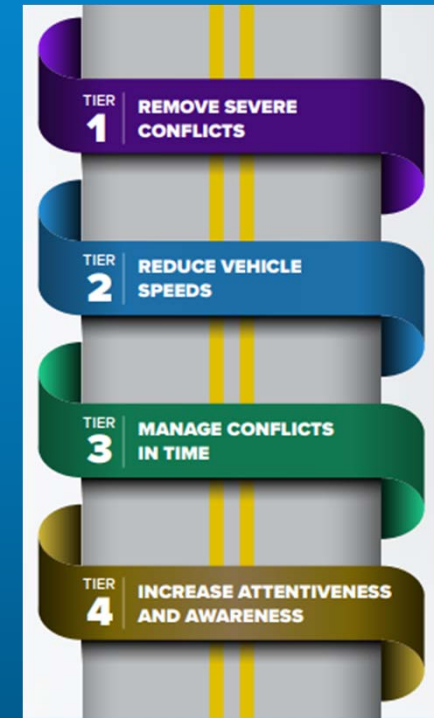 TIER
1
REMOVE SEVERE
CONFLICTS
TIER
2
REDUCE VEHICLE
SPEEDS
TIER
3
MANAGE CONFLICTS
IN TIME
TIER
4
INCREASE ATTENTIVENESS
AND AWARENESS